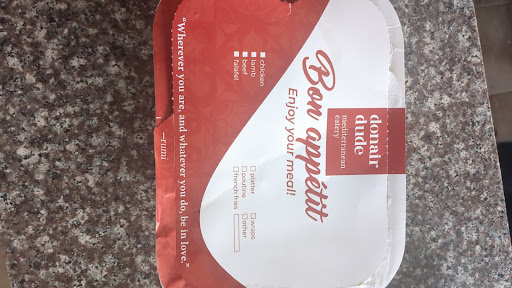 donair
dude
mediterranean
eatery
Bon appétit
Enjoy your meal!
chicken
lamb
beef
falafel
platter
poutine
french fries
wraps
other
“Wherever you are, and whatever you do, be in love.”
—rumi